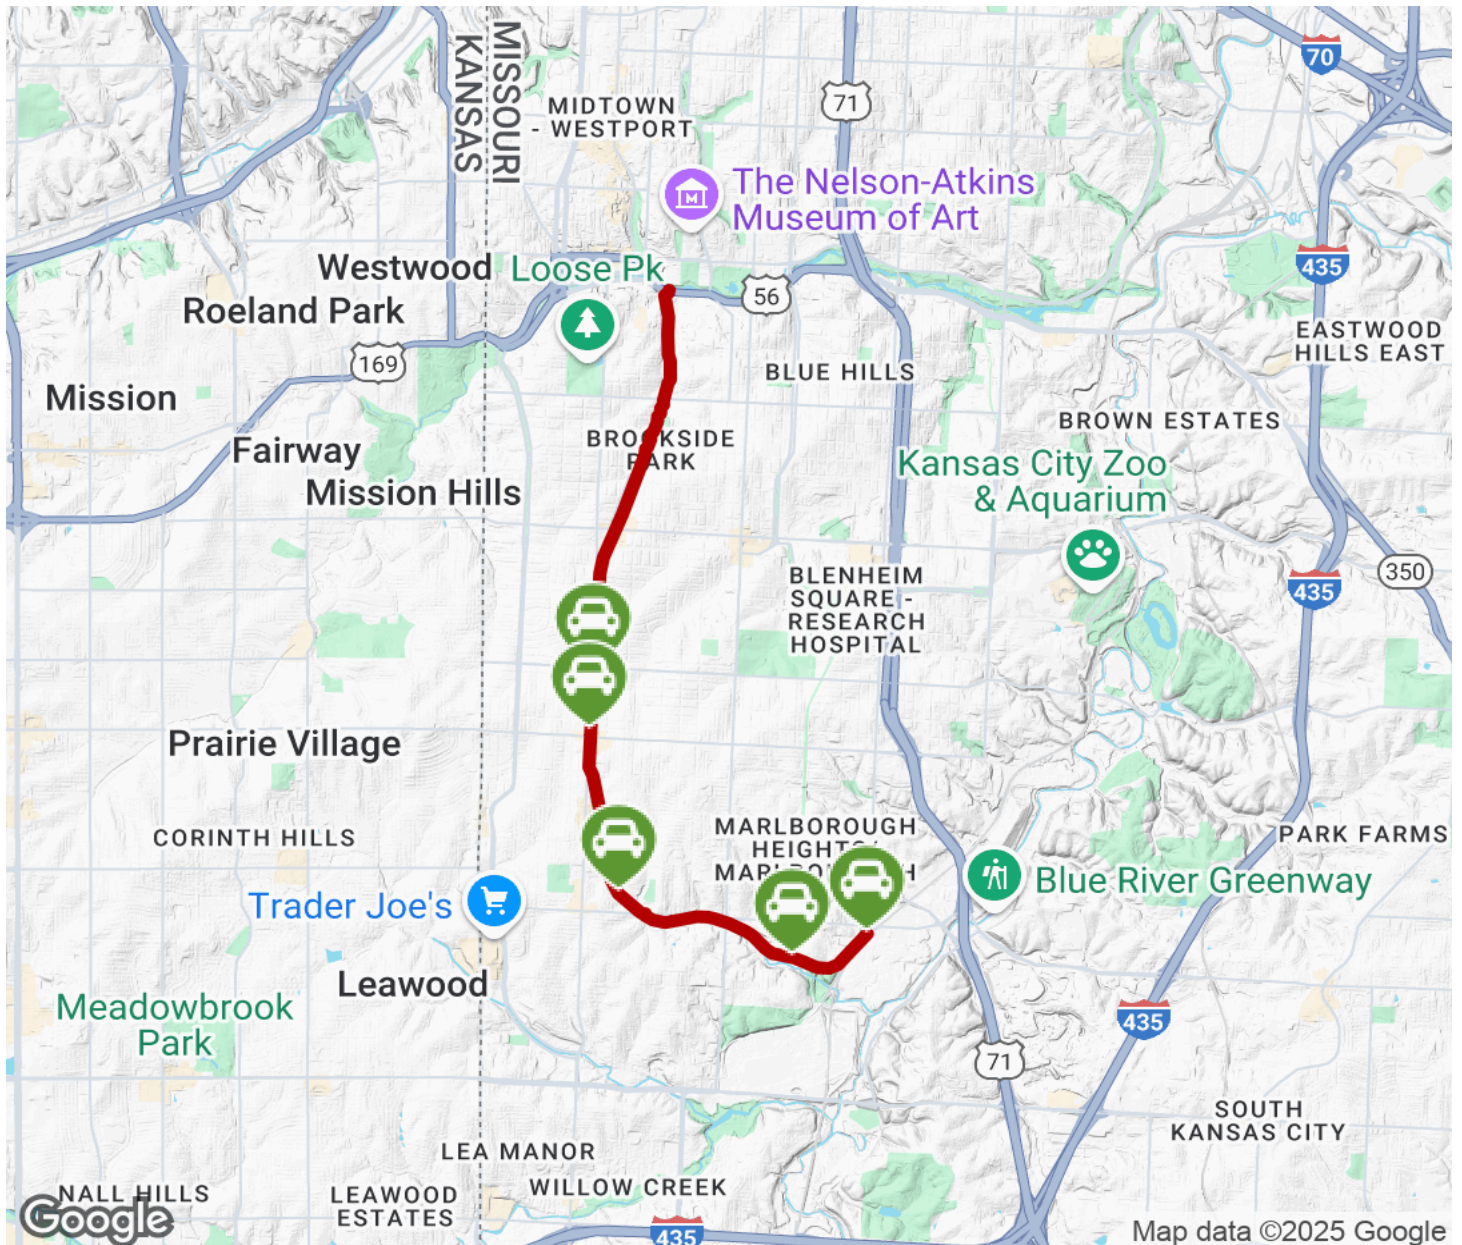 70
MISSOURI
KANSAS
MIDTOWN
- WESTPORT
71
The Nelson-Atkins
Museum of Art
Westwood
Loose Pk
435
Roeland Park
56
EASTWOOD
HILLS EAST
169
BLUE HILLS
Mission
BROWN ESTATES
BROOKSIDE
PARK
Fairway
Kansas City Zoo
& Aquarium
Mission Hills
350
BLENHEIM
SQUARE -
RESEARCH
HOSPITAL
435
Prairie Village
MARLBOROUGH
HEIGHTS/
CORINTH HILLS
PARK FARMS
Blue River Greenway
Trader Joe's
Leawood
Meadowbrook
Park
435
71
SOUTH
KANSAS CITY
LEA MANOR
NALL HILLS
LEAWOOD
ESTATES
WILLOW CREEK
Google
435
Map data ©2025 Google